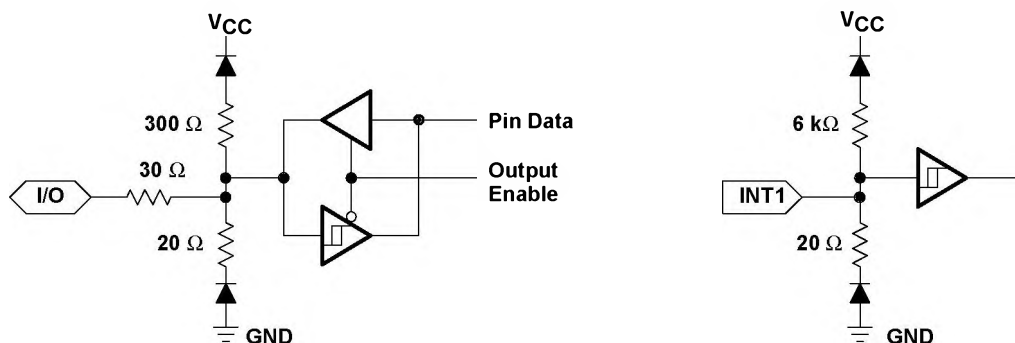 VCC
300 Ω
30 Ω
I/O
20 Ω
GND
Pin Data
Output
Enable
VCC
6 kΩ
INT1
20 Ω
GND